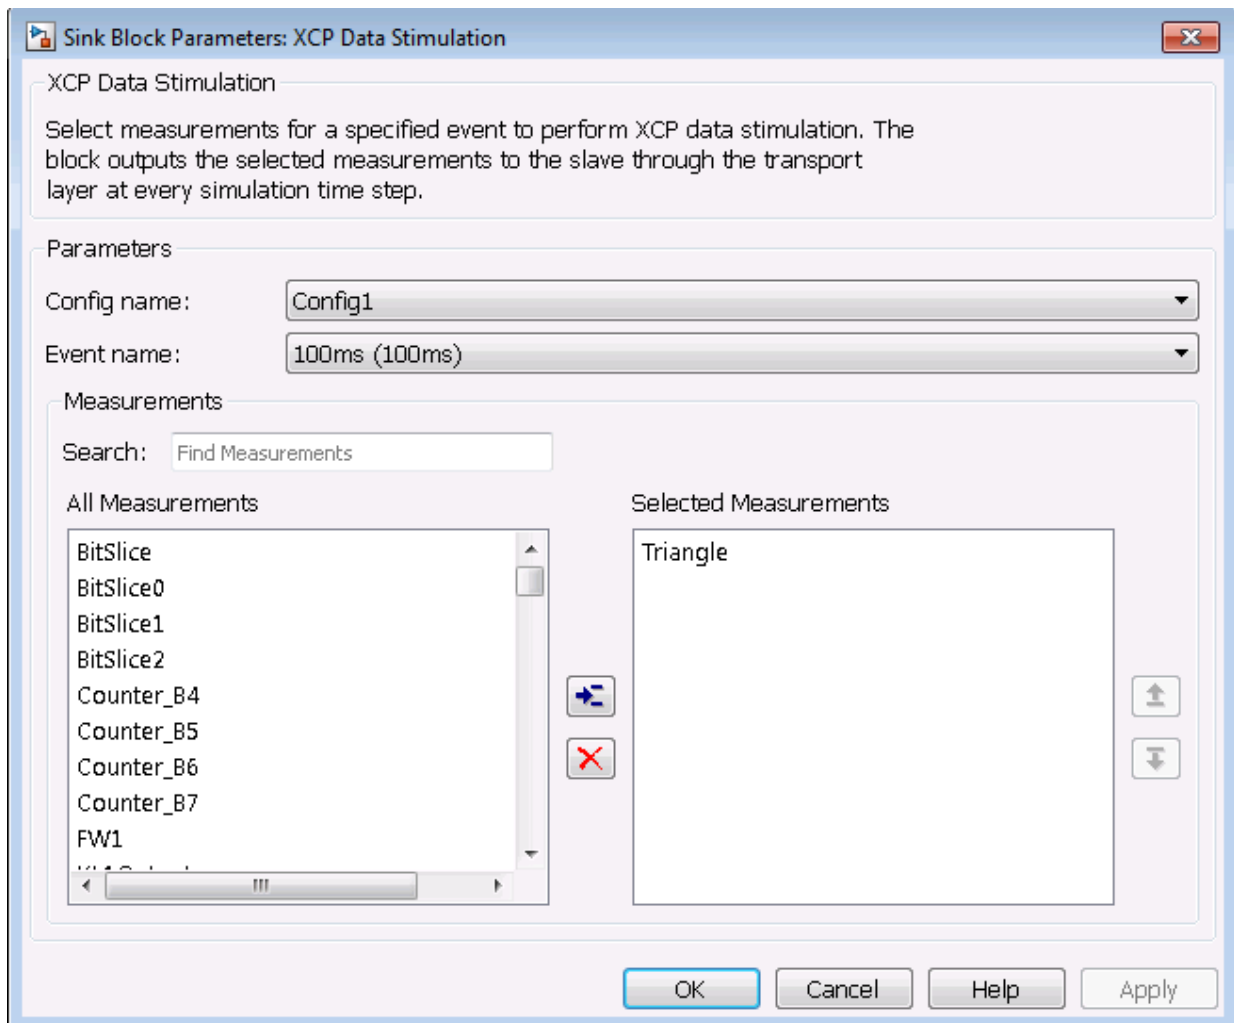 Sink Block Parameters: XCP Data Stimulation
XCP Data Stimulation
Select measurements for a specified event to perform XCP data stimulation. The
block outputs the selected measurements to the slave through the transport
layer at every simulation time step.
Parameters
Config name:
Config1
Event name:
100ms (100ms)
Measurements
Search:
Find Measurements
All Measurements
BitSlice
BitSlice0
BitSlice1
BitSlice2
Counter_B4
Counter_B5
Counter_B6
Counter_B7
FW1
Selected Measurements
Triangle
OK
Cancel
Help
Apply